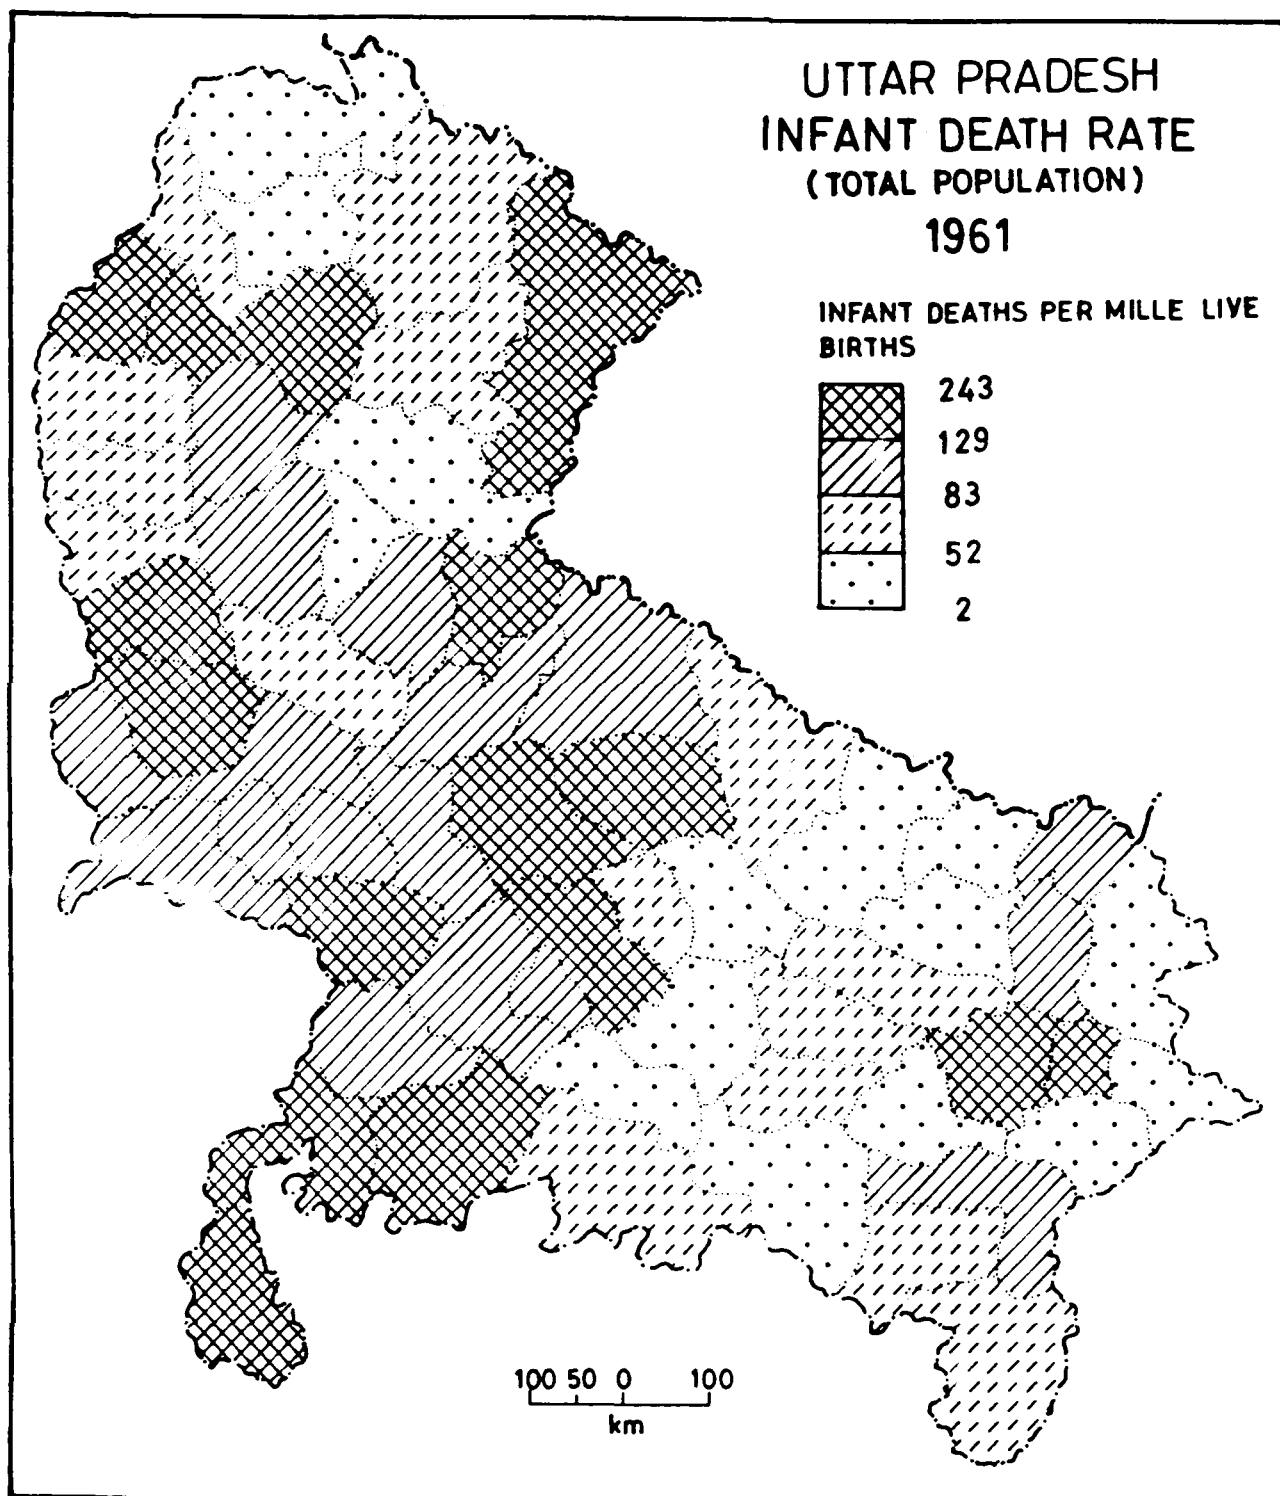 UTTAR PRADESH
INFANT DEATH RATE
(TOTAL POPULATION)
1961
INFANT DEATHS PER MILLE LIVE
BIRTHS
243
129
83
52
2
100 50 0 100
km